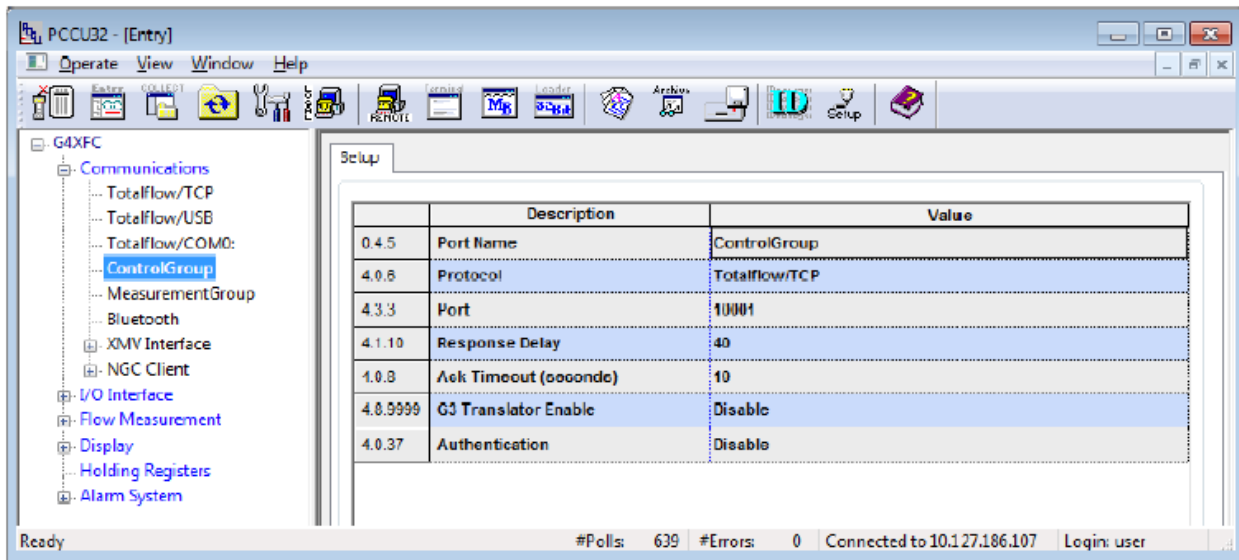 PCCU32 - [Entry]
Operate View Window Help
Entry
COLLECT
REMOTE
MB
Loader
32Bit
Archive
ID
Setup
G4XFC
Communications
Totalflow/TCP
Totalflow/USB
Totalflow/COM0:
ControlGroup
MeasurementGroup
Bluetooth
XMV Interface
NGC Client
I/O Interface
Flow Measurement
Display
Holding Registers
Alarm System
Setup
Description Value
0.4.5 Port Name ControlGroup
4.0.6 Protocol Totalflow/TCP
4.3.3 Port 10001
4.1.10 Response Delay 40
4.0.8 Ack Timeout (seconds) 10
4.8.9999 G3 Translator Enable Disable
4.0.37 Authentication Disable
Ready #Polls: 639 #Errors: 0 Connected to 10.127.186.107 Login: user